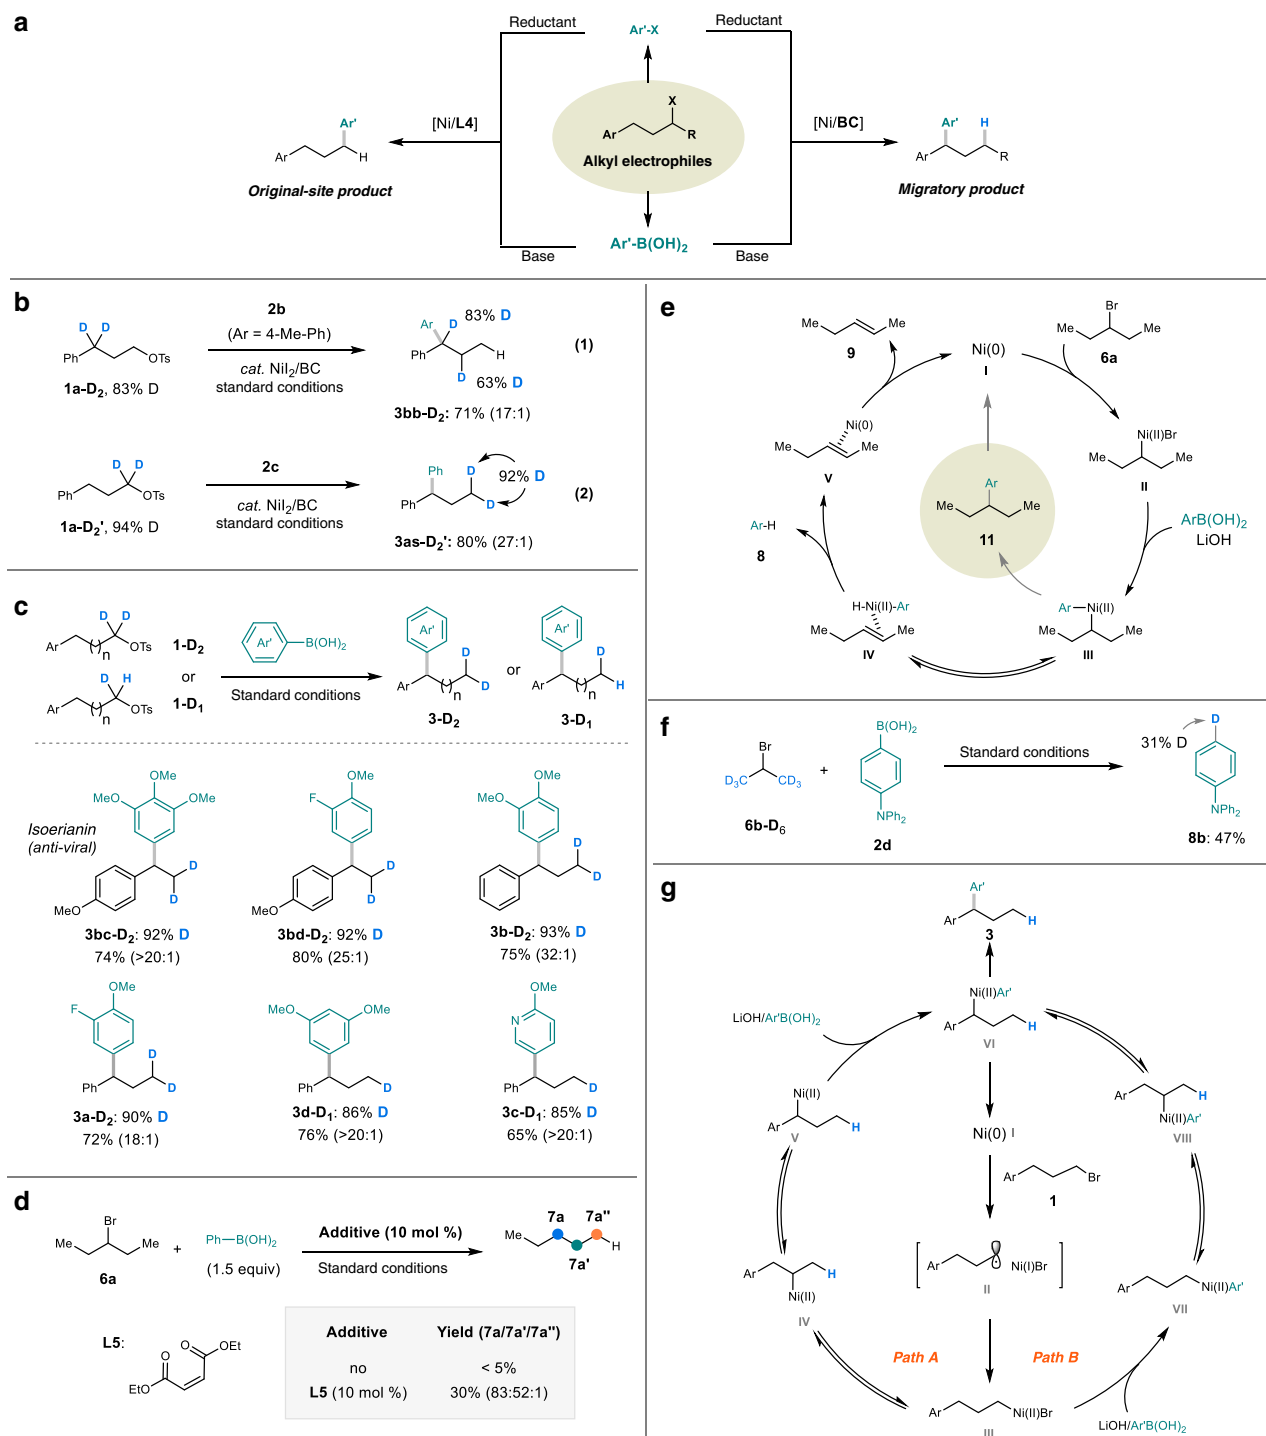 a
Reductant
Ar'-X
Reductant
X
Ar
R
Alkyl electrophiles
[Ni/L4]
[Ni/BC]
Ar'
Ar
H
Original-site product
Ar'
H
Ar
R
Migratory product
Base
Ar'-B(OH)2
Base
b
D D
Ph
OTs
1a-D2, 83% D
2b
(Ar = 4-Me-Ph)
cat. NiI2/BC
standard conditions
Ar
D
83% D
Ph
H
D
63% D
3bb-D2: 71% (17:1)
(1)
D D
Ph
OTs
1a-D2', 94% D
2c
cat. NiI2/BC
standard conditions
Ph
D
92% D
Ph
D
3as-D2': 80% (27:1)
(2)
c
D D
Ar
OTs
n
1-D2
or
D H
Ar
OTs
n
1-D1
Ar'
B(OH)2
Standard conditions
Ar'
D
Ar
D
n
3-D2
or
Ar'
D
Ar
H
n
3-D1
Isoerianin
(anti-viral)
OMe
MeO
OMe
D
D
MeO
3bc-D2: 92% D
74% (>20:1)
OMe
F
D
D
MeO
3bd-D2: 92% D
80% (25:1)
OMe
MeO
D
D
3b-D2: 93% D
75% (32:1)
OMe
F
D
Ph
D
3a-D2: 90% D
72% (18:1)
MeO
OMe
Ph
D
3d-D1: 86% D
76% (>20:1)
OMe
N
Ph
D
3c-D1: 85% D
65% (>20:1)
d
Br
Me
Me
6a
+
Ph
B(OH)2
(1.5 equiv)
Additive (10 mol %)
Standard conditions
7a
7a''
Me
H
7a'
L5:
O
O
OEt
EtO
Additive
Yield (7a/7a'/7a'')
no
< 5%
L5 (10 mol %)
30% (83:52:1)
e
Me
Me
9
Ni(0)
I
Br
Me
Me
6a
Ni(II)Br
Me
Me
II
ArB(OH)2
LiOH
Ar
Ni(II)
Me
Me
III
H-Ni(II)-Ar
Me
Me
IV
Ar-H
8
Ni(0)
Me
Me
V
Ar
Me
Me
11
f
Br
D3C
CD3
6b-D6
+
B(OH)2
NPh2
2d
Standard conditions
D
31% D
NPh2
8b: 47%
g
Ar'
Ar
H
3
LiOH/Ar'B(OH)2
Ni(II)Ar'
Ar
H
VI
Ni(II)
Ar
H
V
Ar
H
Ni(II)Ar'
VIII
Ni(0) I
Ar
Br
1
Ar
Ni(I)Br
II
Ar
H
Ni(II)
IV
Ar
Ni(II)Ar'
VII
Path A
Path B
Ar
Ni(II)Br
III
LiOH/Ar'B(OH)2